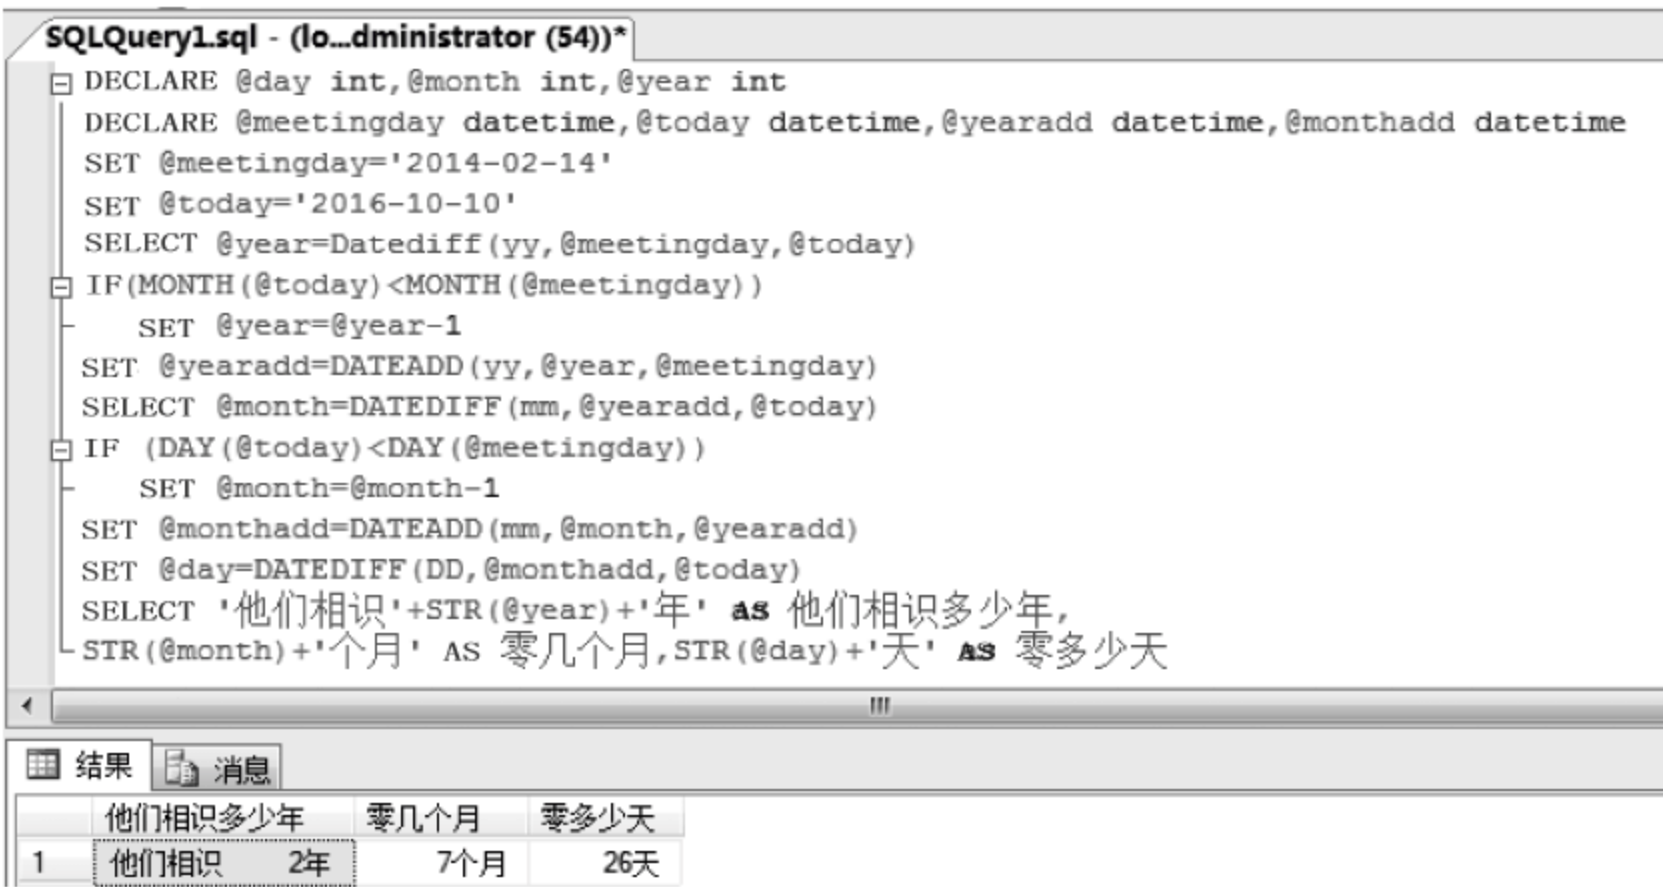 SQLQuery1.sql - (lo...dministrator (54))*
DECLARE @day int,@month int,@year int
DECLARE @meetingday datetime,@today datetime,@yearadd datetime,@monthadd datetime
SET @meetingday='2014-02-14'
SET @today='2016-10-10'
SELECT @year=Datediff(yy,@meetingday,@today)
IF(MONTH(@today)<MONTH(@meetingday))
SET @year=@year-1
SET @yearadd=DATEADD(yy,@year,@meetingday)
SELECT @month=DATEDIFF(mm,@yearadd,@today)
IF (DAY(@today)<DAY(@meetingday))
SET @month=@month-1
SET @monthadd=DATEADD(mm,@month,@yearadd)
SET @day=DATEDIFF(DD,@monthadd,@today)
SELECT '他们相识'+STR(@year)+'年' AS 他们相识多少年,
STR(@month)+'个月' AS 零几个月,STR(@day)+'天' AS 零多少天
结果 消息
他们相识多少年 零几个月 零多少天
1 他们相识 2年 7个月 26天